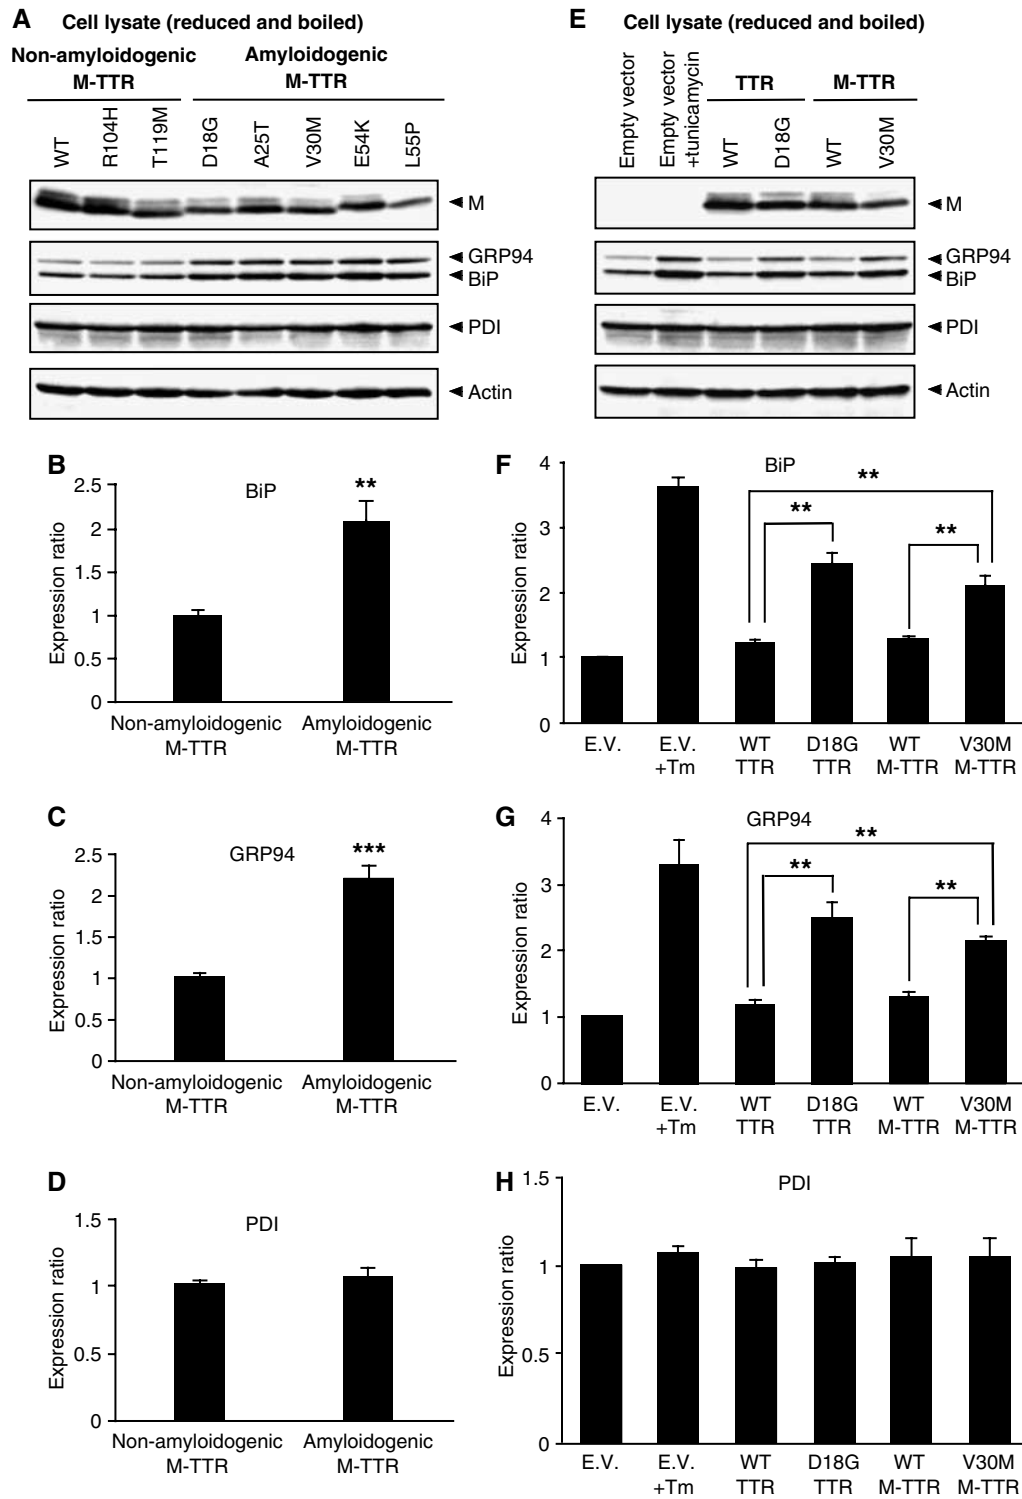 A Cell lysate (reduced and boiled)
Non-amyloidogenic
M-TTR
Amyloidogenic
M-TTR
WT
R104H
T119M
D18G
A25T
V30M
E54K
L55P
M
GRP94
BiP
PDI
Actin
B
BiP
Expression ratio
2.5
2
1.5
1
0.5
0
**
Non-amyloidogenic
M-TTR
Amyloidogenic
M-TTR
C
GRP94
Expression ratio
2.5
2
1.5
1
0.5
0
***
Non-amyloidogenic
M-TTR
Amyloidogenic
M-TTR
D
PDI
Expression ratio
1.5
1
0.5
0
Non-amyloidogenic
M-TTR
Amyloidogenic
M-TTR
E Cell lysate (reduced and boiled)
Empty vector
Empty vector
+tunicamycin
TTR
M-TTR
WT
D18G
WT
V30M
M
GRP94
BiP
PDI
Actin
F
BiP
Expression ratio
4
3
2
1
0
**
**
**
E.V.
E.V.
+Tm
WT
TTR
D18G
TTR
WT
M-TTR
V30M
M-TTR
G
GRP94
Expression ratio
4
3
2
1
0
**
**
**
E.V.
E.V.
+Tm
WT
TTR
D18G
TTR
WT
M-TTR
V30M
M-TTR
H
PDI
Expression ratio
1.5
1
0.5
0
E.V.
E.V.
+Tm
WT
TTR
D18G
TTR
WT
M-TTR
V30M
M-TTR